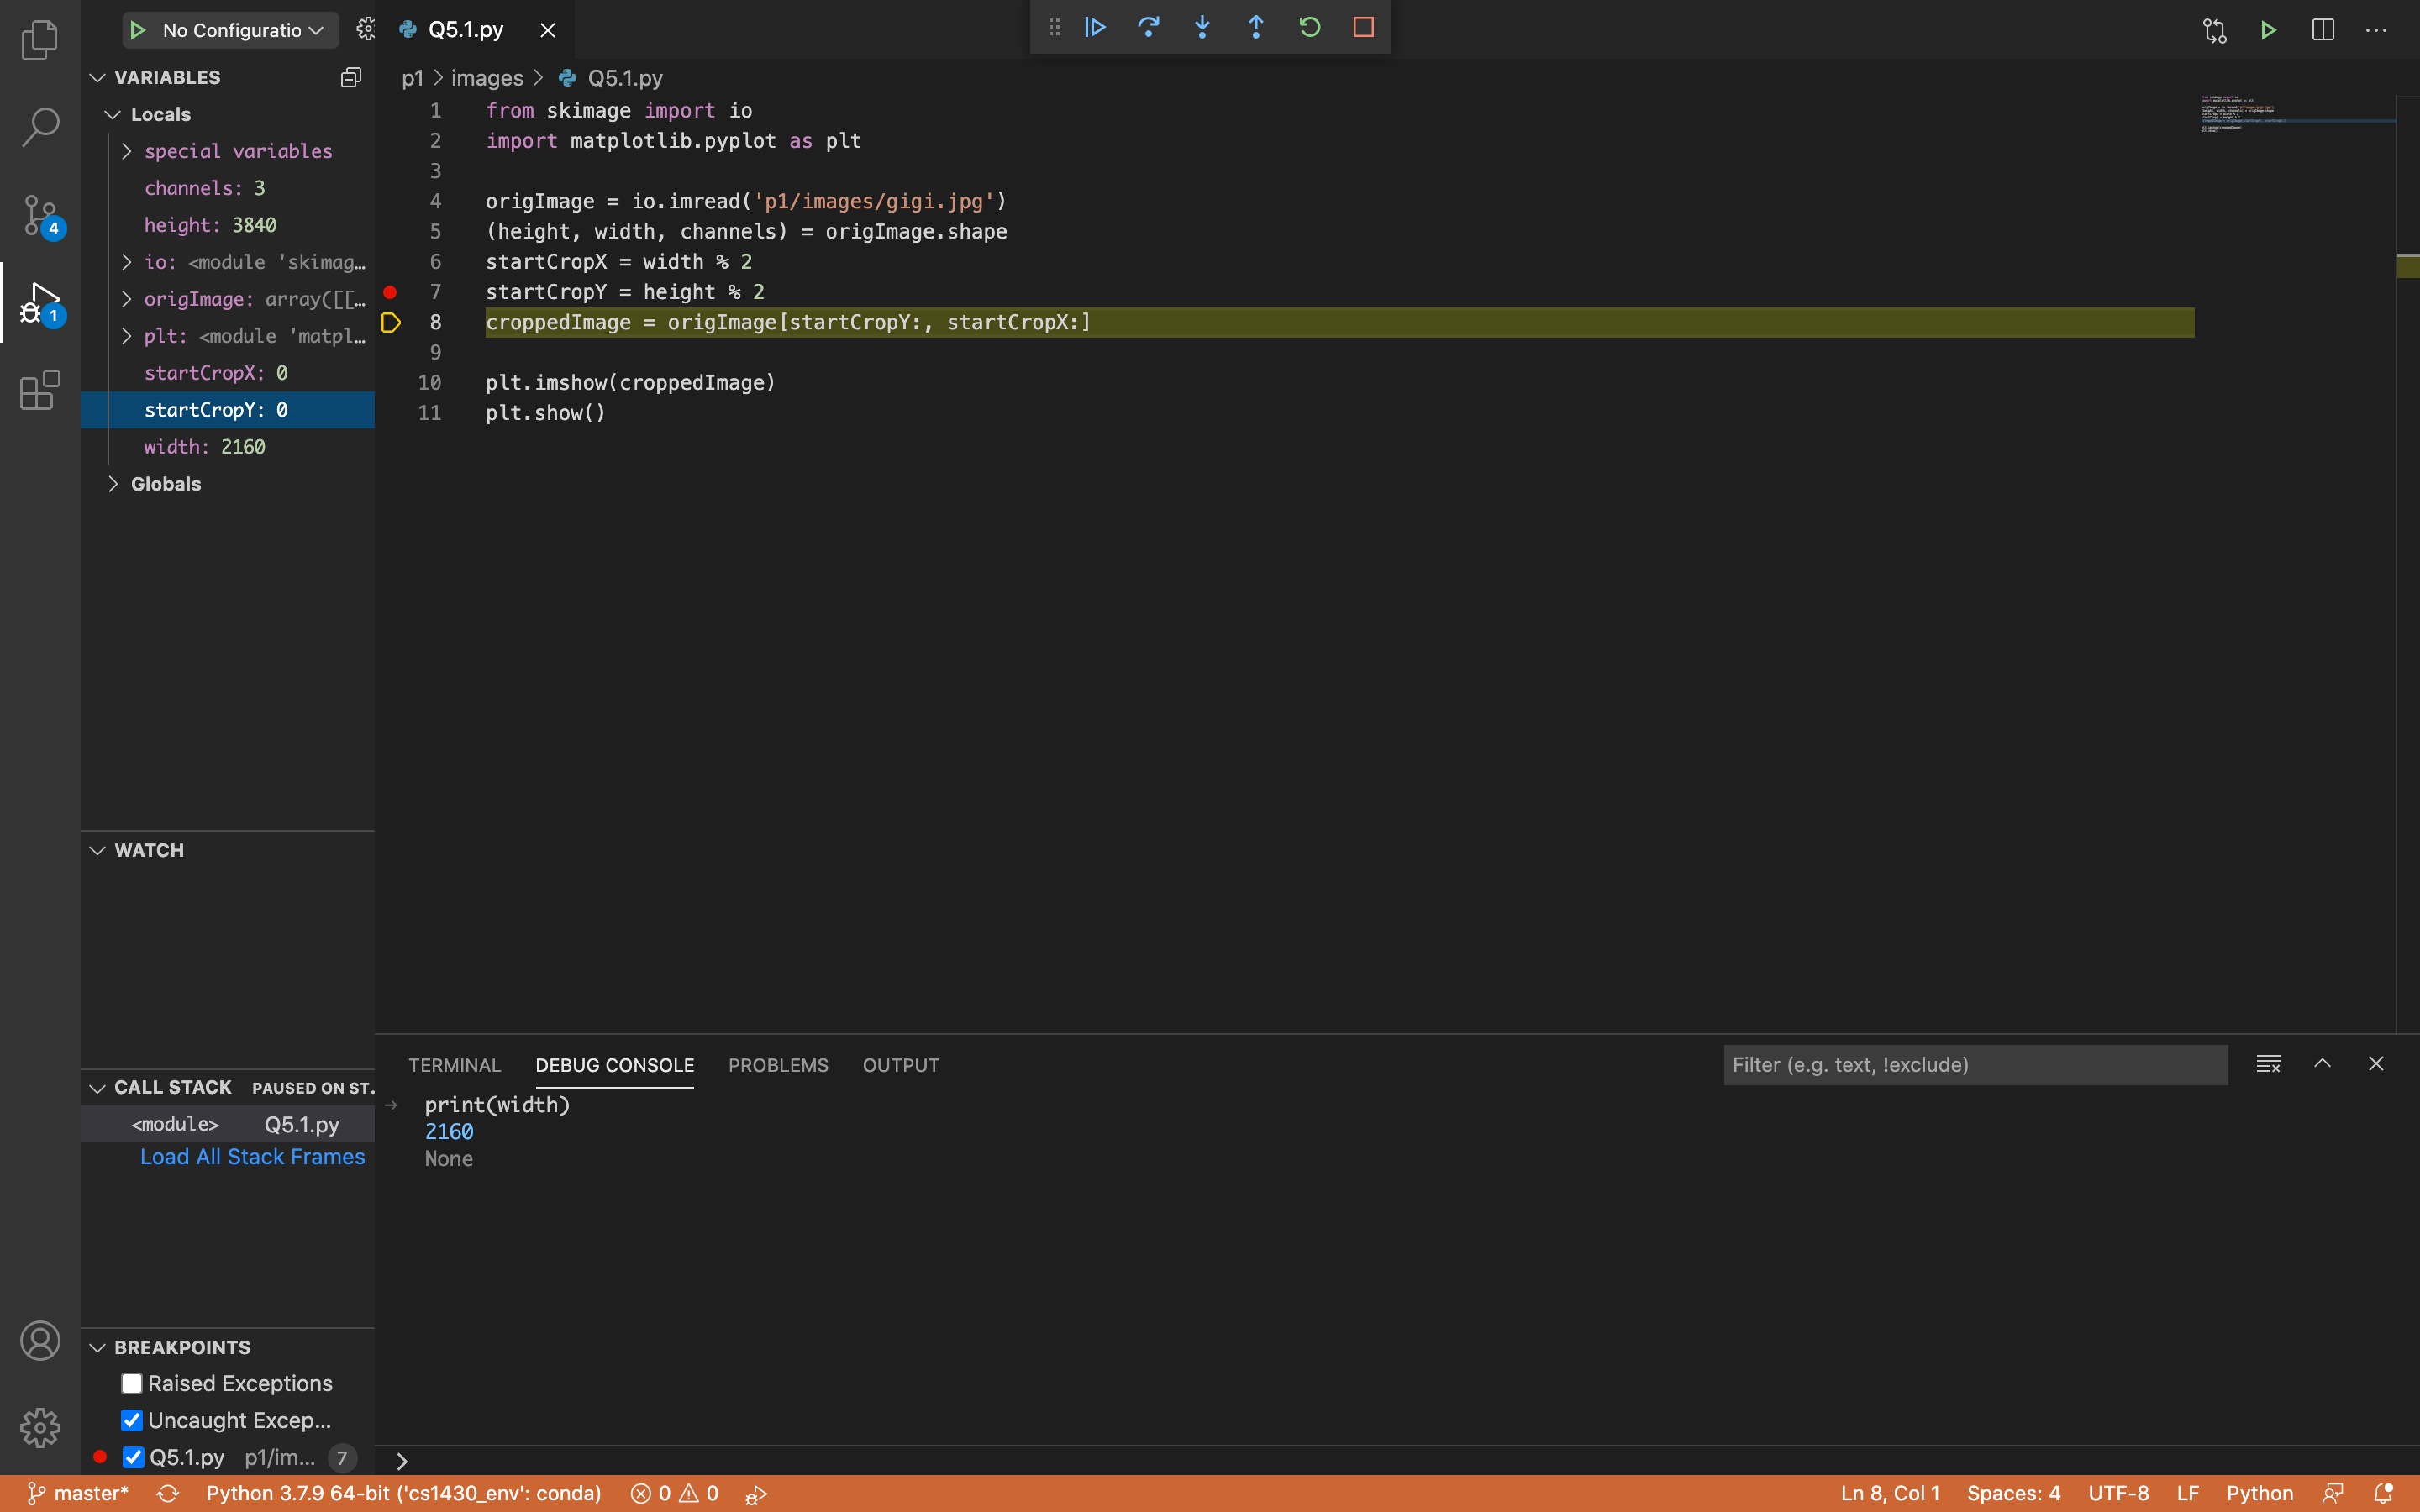 No Configuratio
Q5.1.py
VARIABLES
Locals
special variables
channels: 3
height: 3840
io: <module 'skimag…
origImage: array([[…
plt: <module 'matpl…
startCropX: 0
startCropY: 0
width: 2160
Globals
4
1
p1 > images > Q5.1.py
1 from skimage import io
2 import matplotlib.pyplot as plt
3
4 origImage = io.imread('p1/images/gigi.jpg')
5 (height, width, channels) = origImage.shape
6 startCropX = width % 2
7 startCropY = height % 2
8 croppedImage = origImage[startCropY:, startCropX:]
9
10 plt.imshow(croppedImage)
11 plt.show()
WATCH
CALL STACK PAUSED ON ST.
<module> Q5.1.py
Load All Stack Frames
BREAKPOINTS
Raised Exceptions
Uncaught Excep...
Q5.1.py p1/im... 7
TERMINAL DEBUG CONSOLE PROBLEMS OUTPUT
Filter (e.g. text, !exclude)
print(width)
2160
None
master* Python 3.7.9 64-bit ('cs1430_env': conda) 0 0
Ln 8, Col 1 Spaces: 4 UTF-8 LF Python